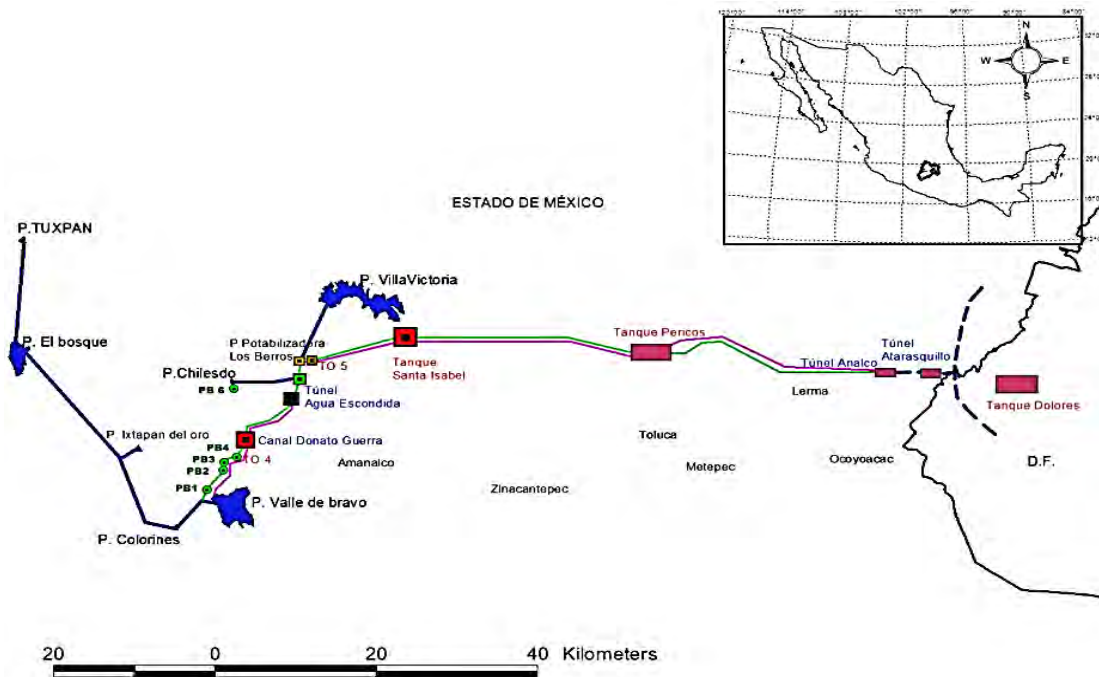 N
W E
S
ESTADO DE MÉXICO
P.TUXPAN
P. VillaVictoria
P. El bosque
P Potabilizadora
Los Berros
TO 5
Tanque
Santa Isabel
Tanque Pericos
Túnel Analco
Túnel
Atarasquillo
P.Chilesdo
PB 6
Túnel
Agua Escondida
Lerma
Tanque Dolores
P. Ixtapan del oro
Canal Donato Guerra
PB4
PB3
TO 4
PB2
PB1
Amanalco
Toluca
Metepec
Ocoyoacac
D.F.
Zinacantepec
P. Valle de bravo
P. Colorines
20 0 20 40 Kilometers